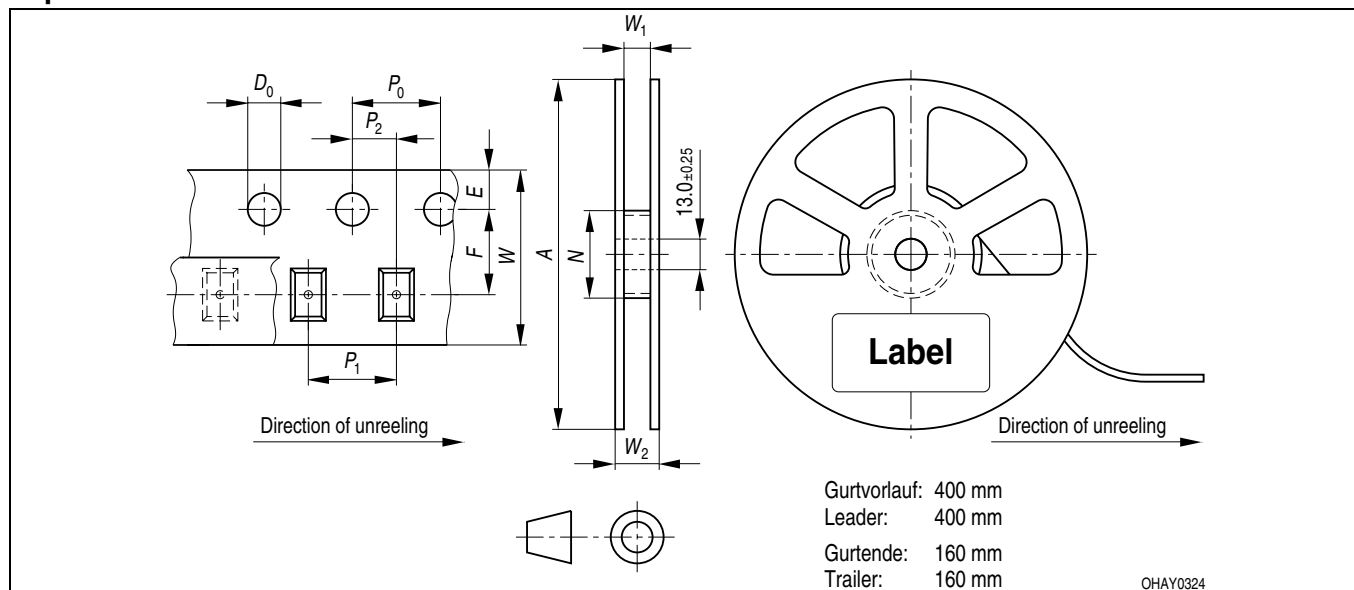 W1
D0
P0
P2
E
F
W
A
N
13.0±0.25
P1
W2
Label
Direction of unreeling
Direction of unreeling
Gurtvorlauf: 400 mm
Leader: 400 mm
Gurtende: 160 mm
Trailer: 160 mm
OHAY0324